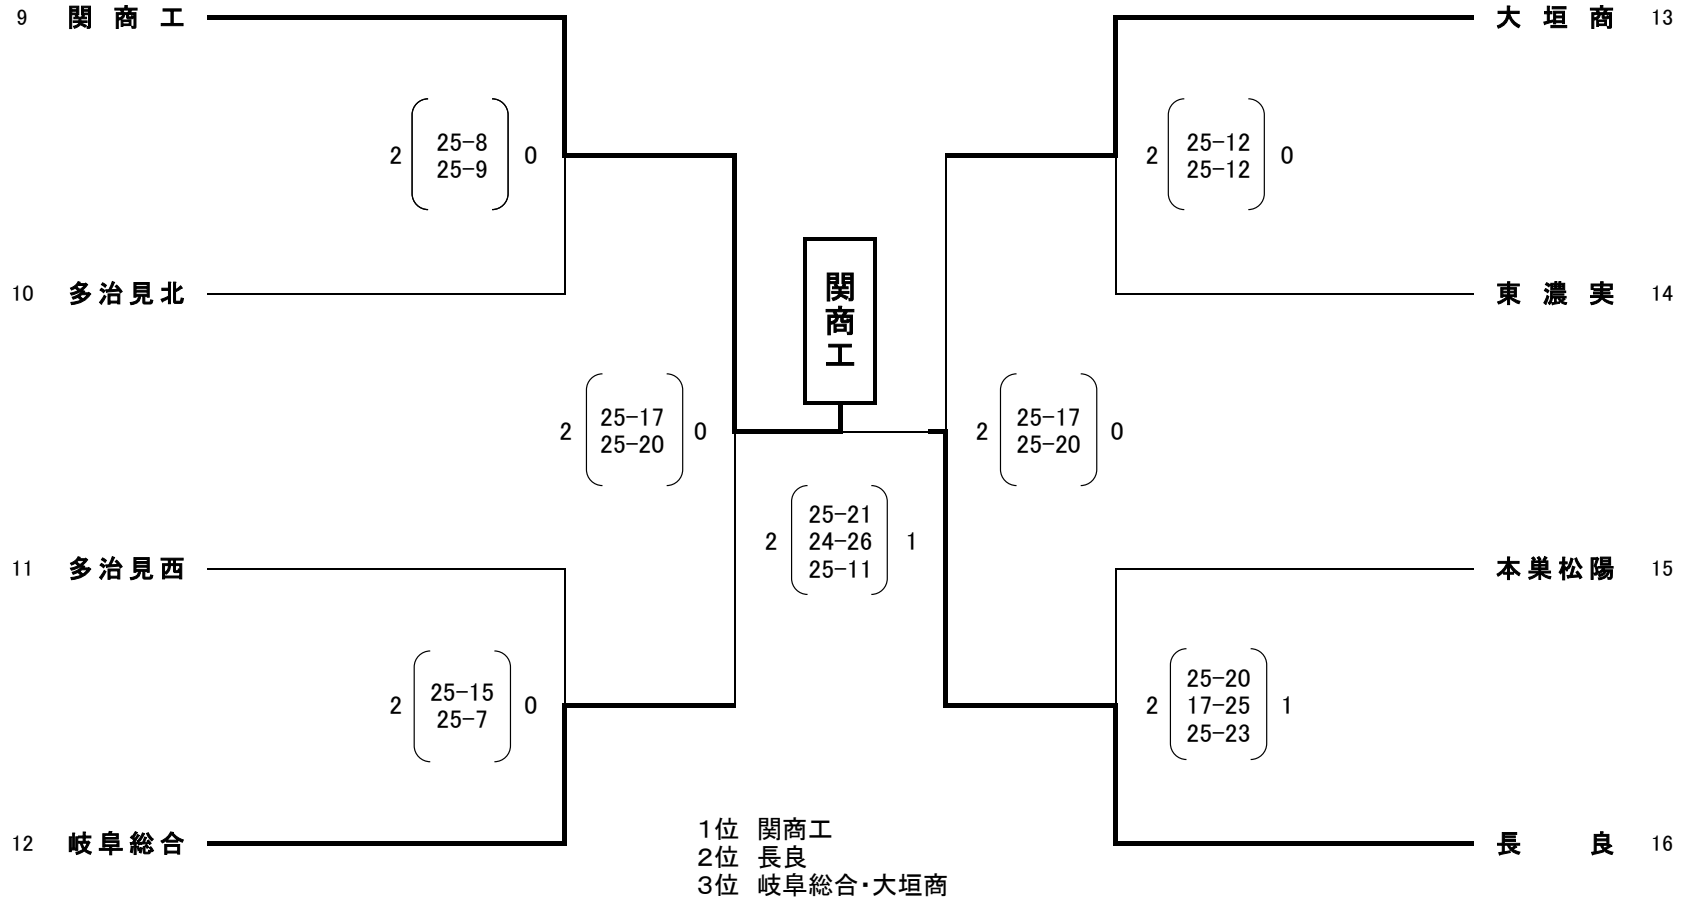 9 関商工
大垣商 13
2 25-8 0
25-9
2 25-12 0
25-12
10 多治見北
関商工
東濃実 14
2 25-17 0
25-20
2 25-17 0
25-20
25-21
2 24-26 1
25-11
11 多治見西
本巣松陽 15
2 25-15 0
25-7
25-20
2 17-25 1
25-23
12 岐阜総合
長良 16
1位 関商工
2位 長良
3位 岐阜総合・大垣商